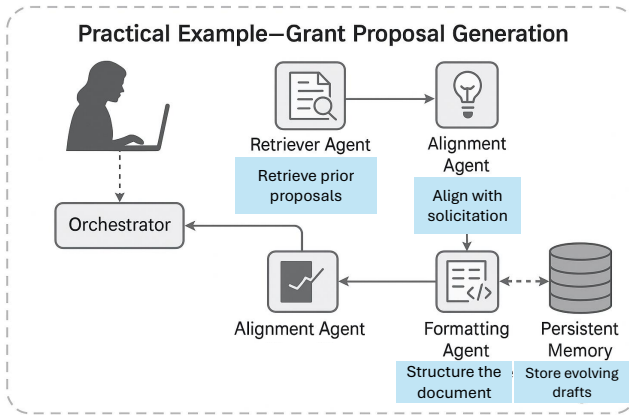 Practical Example—Grant Proposal Generation
Retriever Agent
Retrieve prior
proposals
Alignment
Agent
Align with
solicitation
Orchestrator
Alignment Agent
Formatting
Agent
Structure the
document
Persistent
Memory
Store evolving
drafts